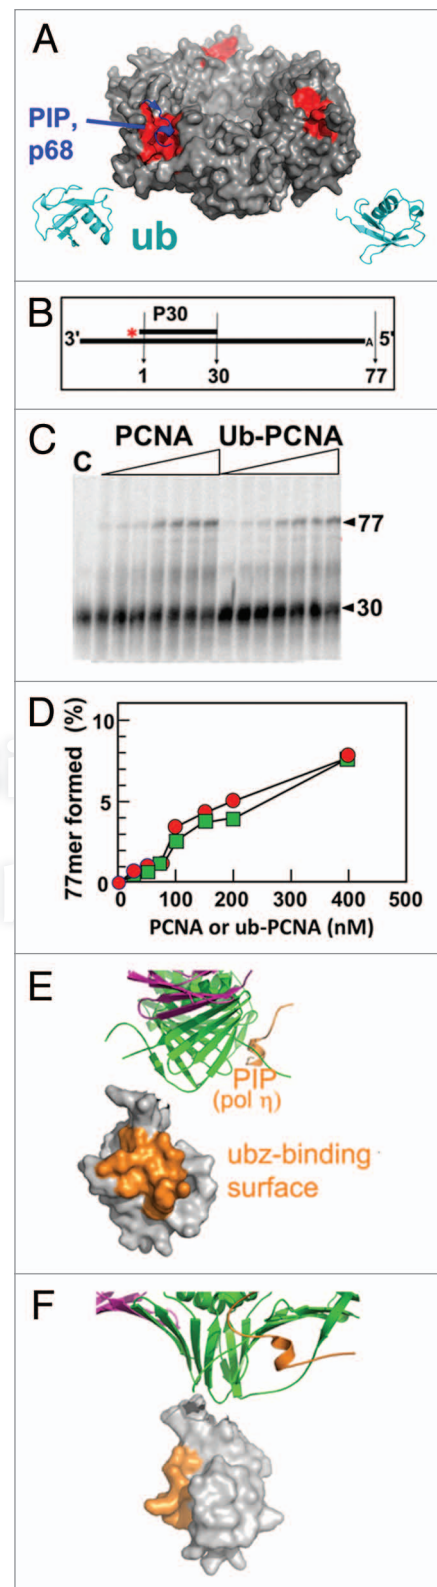 A
PIP,
p68
ub
B
P30
* 3' A 5'
1 30 77
C
PCNA Ub-PCNA
C
77
30
D
77mer formed (%)
10
5
0
0 100 200 300 400 500
PCNA or ub-PCNA (nM)
E
PIP
(pol η)
ubz-binding
surface
F